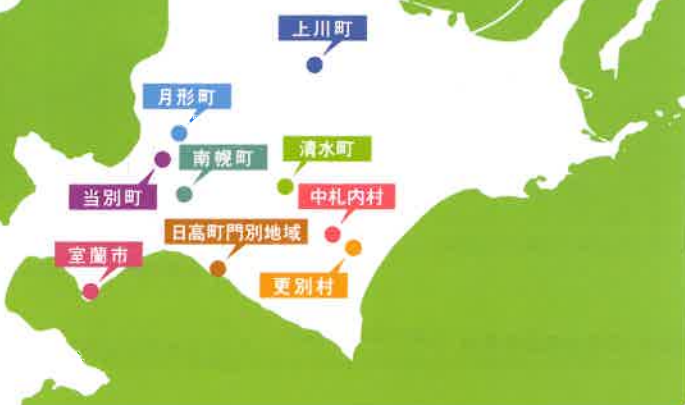 上川町
月形町
南幌町
清水町
当別町
中札内村
日高町門別地域
室蘭市
更別村